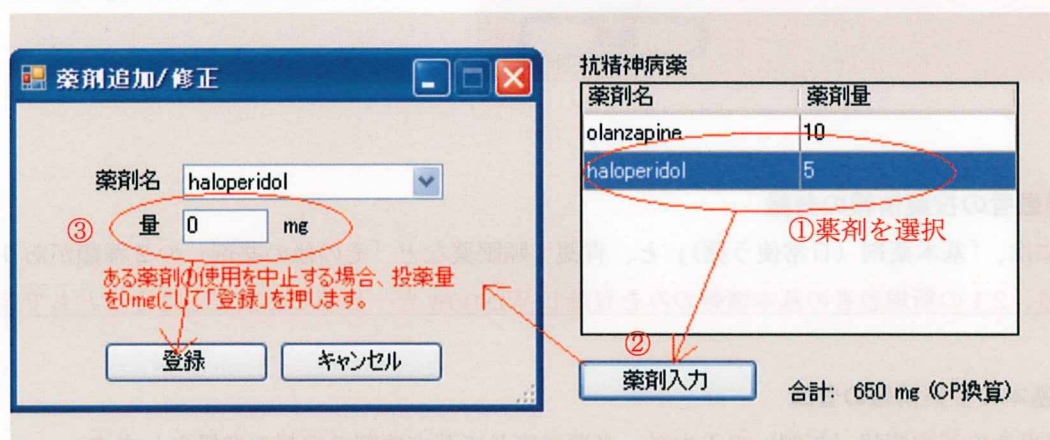 薬剤追加/修正
薬剤名 haloperidol
③ 量 0 mg
ある薬剤の使用を中止する場合、投薬量
を0mgにして「登録」を押します。
登録 キャンセル
抗精神病薬
薬剤名 薬剤量
olanzapine 10
haloperidol 5
①薬剤を選択
②
薬剤入力
合計: 650 mg (CP換算)